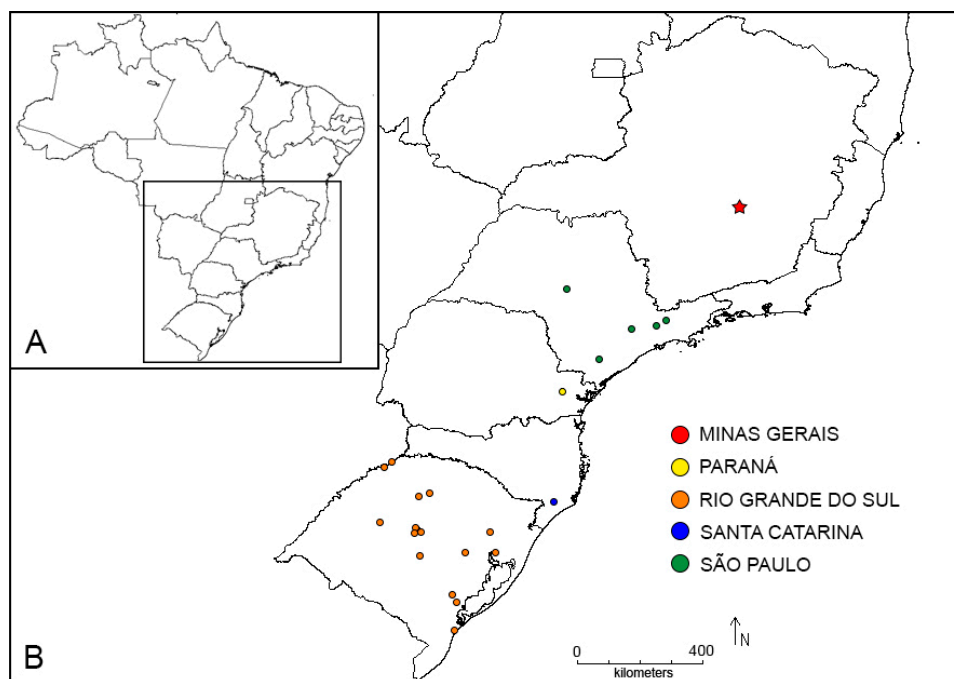 A
B
MINAS GERAIS
PARANÁ
RIO GRANDE DO SUL
SANTA CATARINA
SÃO PAULO
N
0 400
kilometers